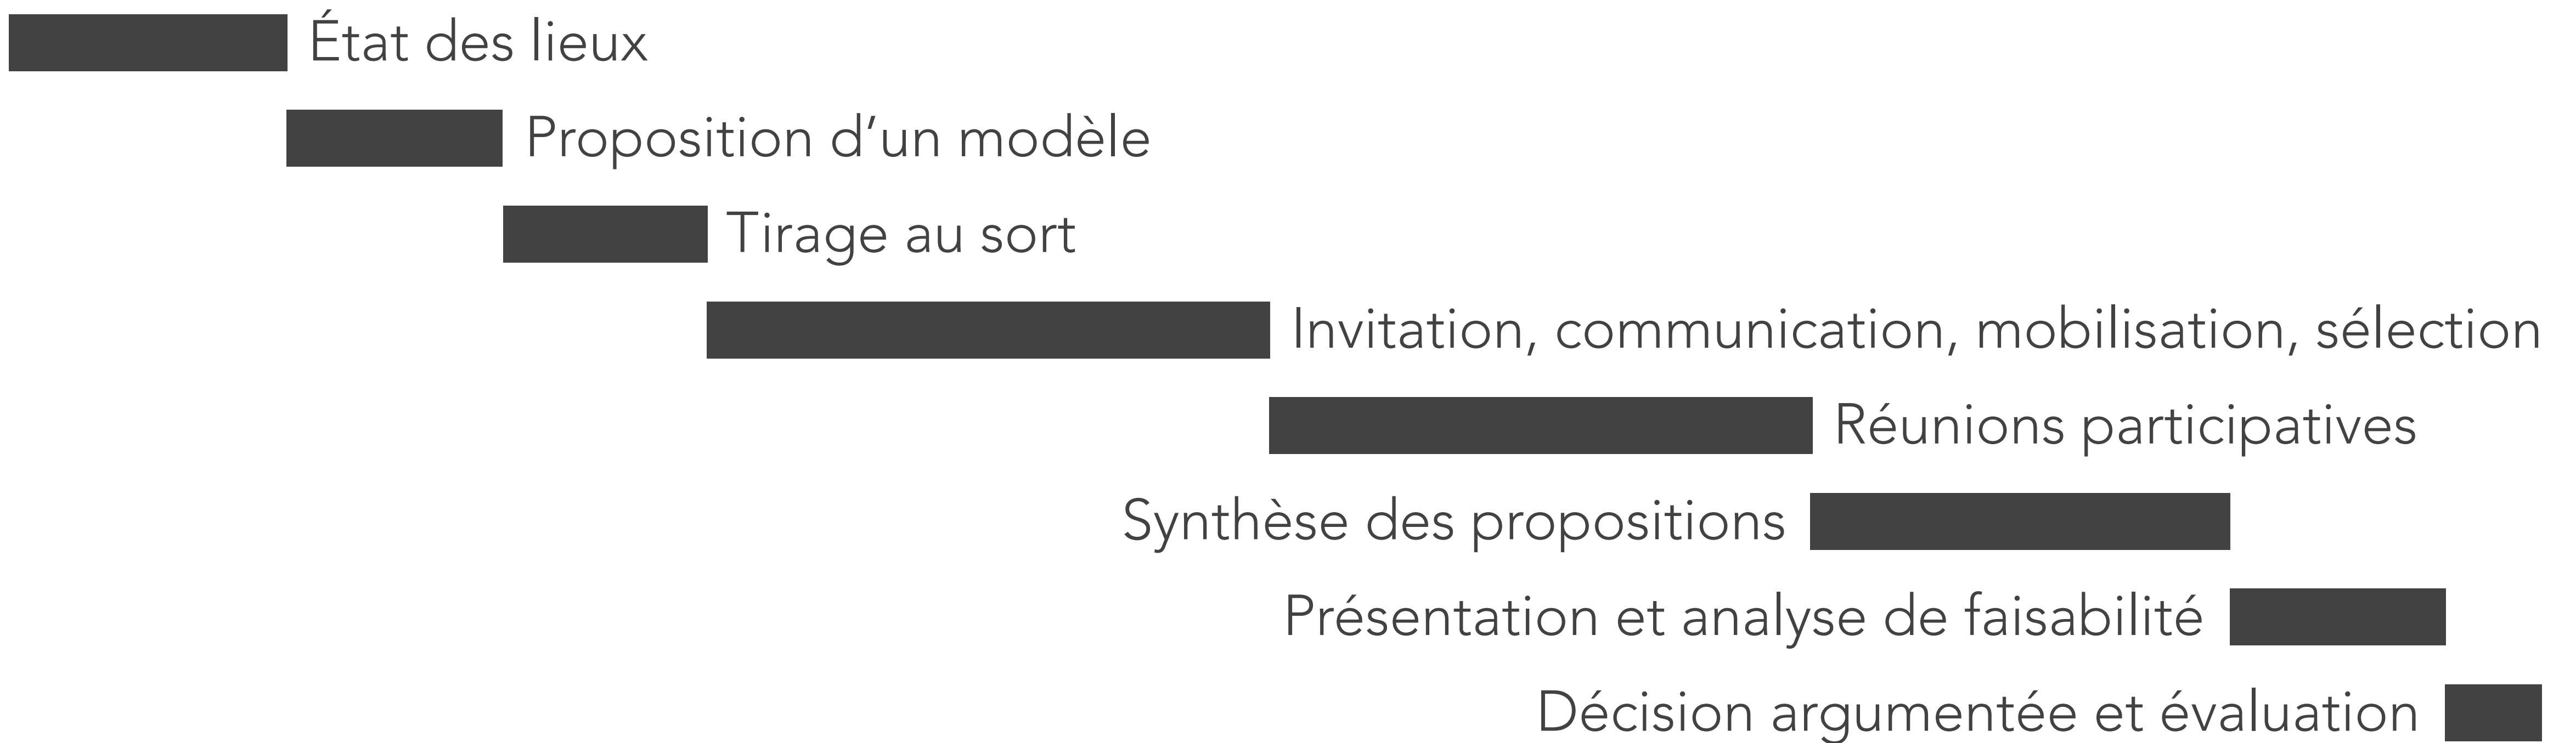 État des lieux
Proposition d’un modèle
Tirage au sort
Invitation, communication, mobilisation, sélection
Réunions participatives
Synthèse des propositions
Présentation et analyse de faisabilité
Décision argumentée et évaluation